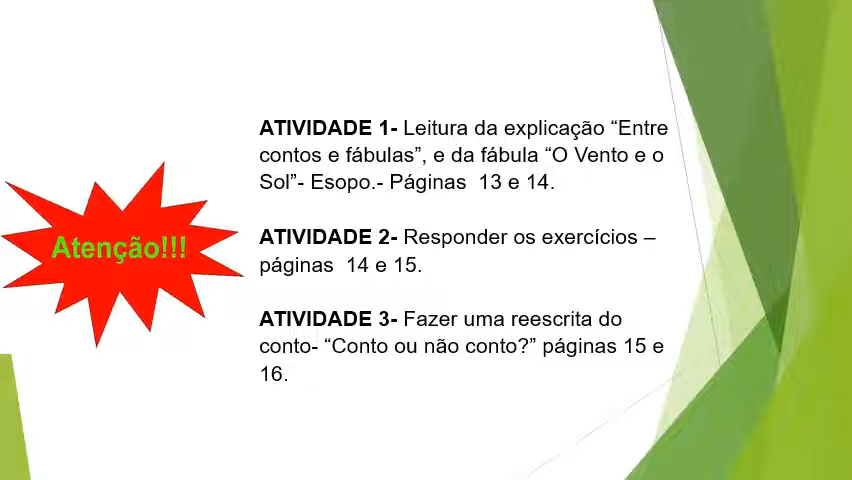 ATIVIDADE 1- Leitura da explicação “Entre
contos e fábulas”, e da fábula “O Vento e o
Sol”- Esopo.- Páginas  13 e 14.
Atenção!!!
ATIVIDADE 2- Responder os exercícios –
páginas  14 e 15.
ATIVIDADE 3- Fazer uma reescrita do
conto- “Conto ou não conto?” páginas 15 e
16.